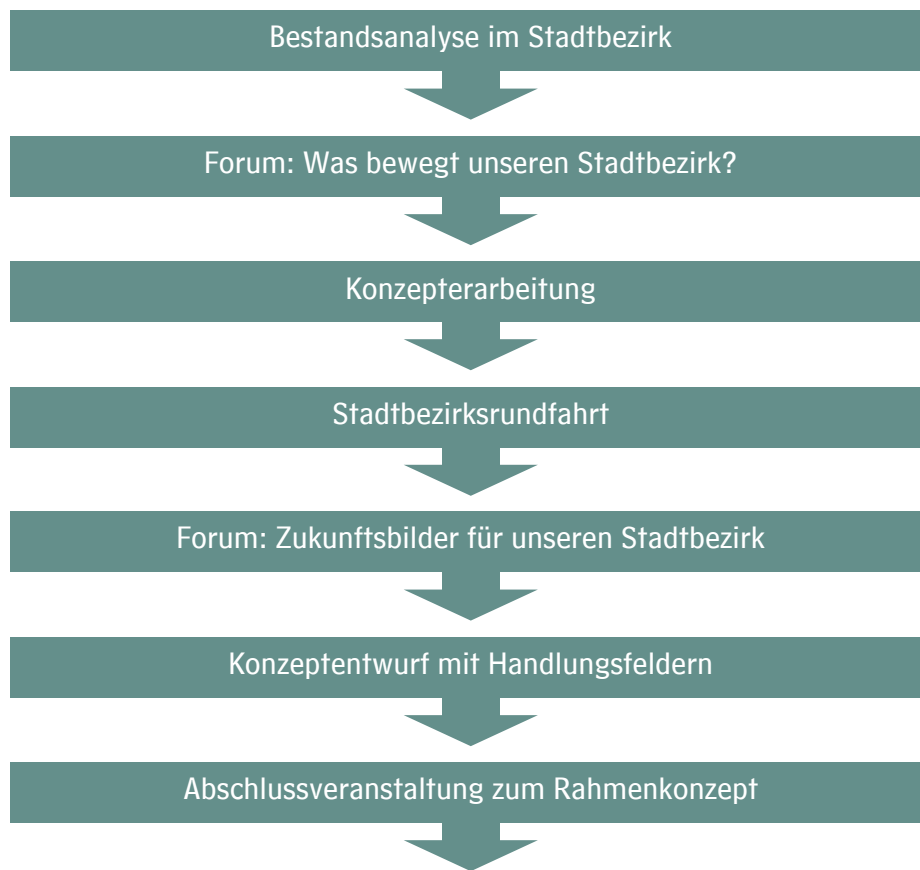 Bestandsanalyse im Stadtbezirk
Forum: Was bewegt unseren Stadtbezirk?
Konzepterarbeitung
Stadtbezirksrundfahrt
Forum: Zukunftsbilder für unseren Stadtbezirk
Konzeptentwurf mit Handlungsfeldern
Abschlussveranstaltung zum Rahmenkonzept